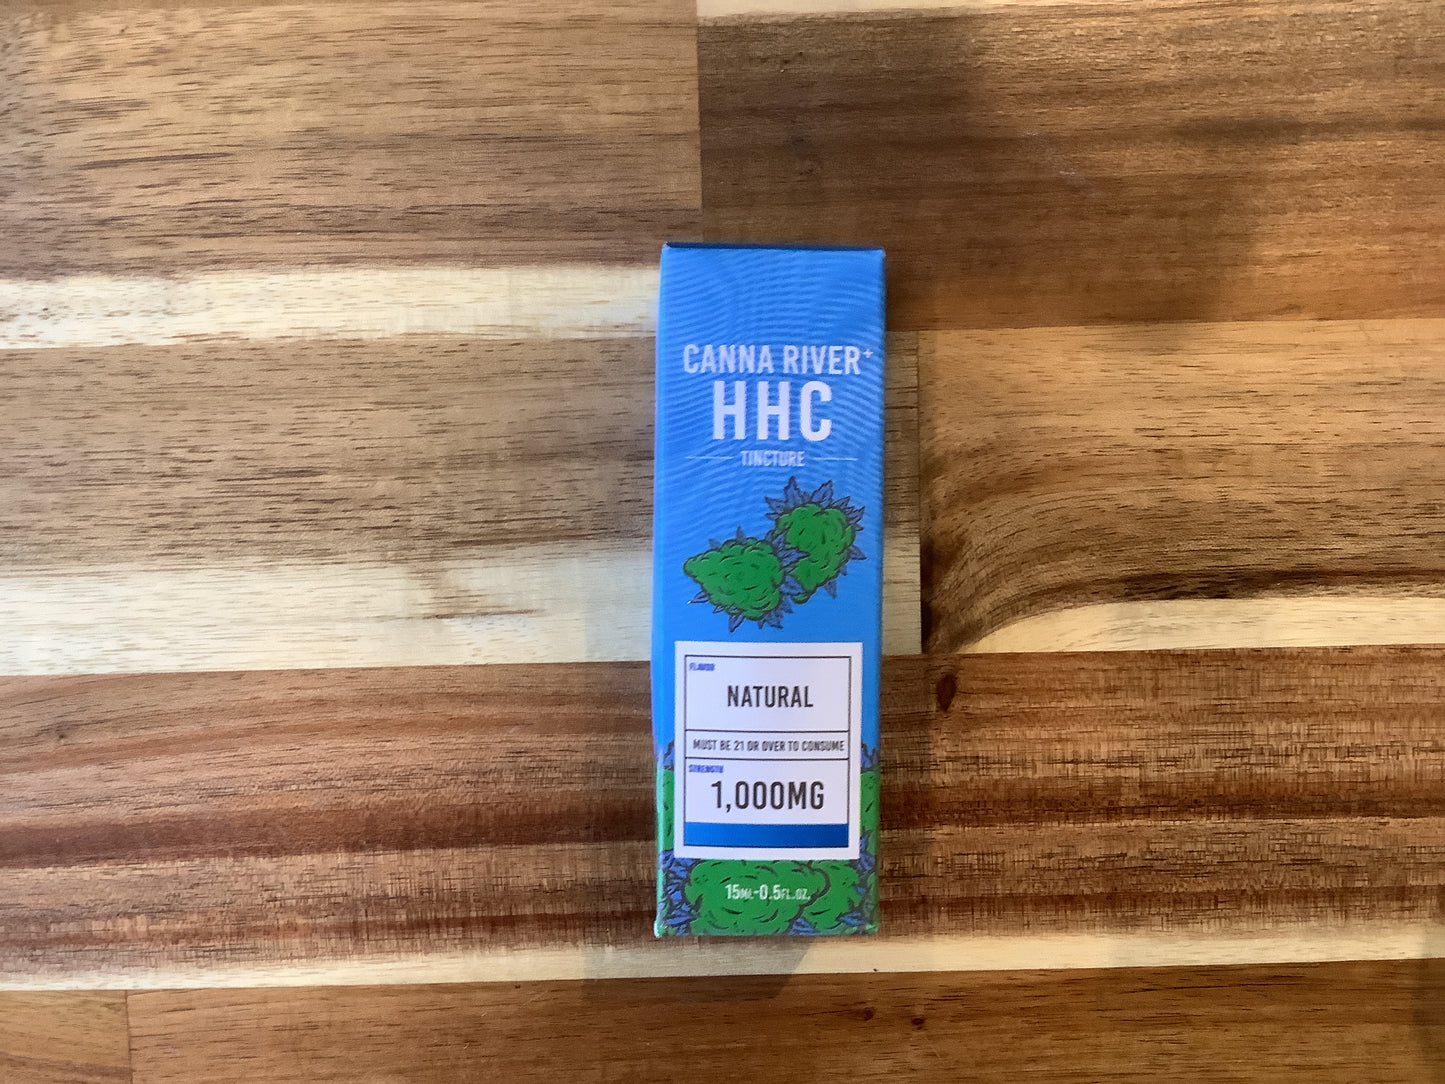 CANNA RIVER+
HHC
TINCTURE
FLAVOR
NATURAL
MUST BE 21 OR OVER TO CONSUME
STRENGTH
1,000MG
15ML-0.5FL.OZ.